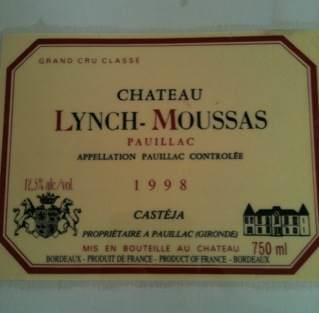 GRAND CRU CLASSÉ
CHATEAU
LYNCH-MOUSSAS
PAUILLAC
APPELLATION PAUILLAC CONTROLÉE
1998
12,5% alc/vol.
CASTÉJA
PROPRIÉTAIRE A PAUILLAC (GIRONDE)
MIS EN BOUTEILLE AU CHATEAU
750 ml
BORDEAUX - PRODUIT DE FRANCE - PRODUCT OF FRANCE - BORDEAUX